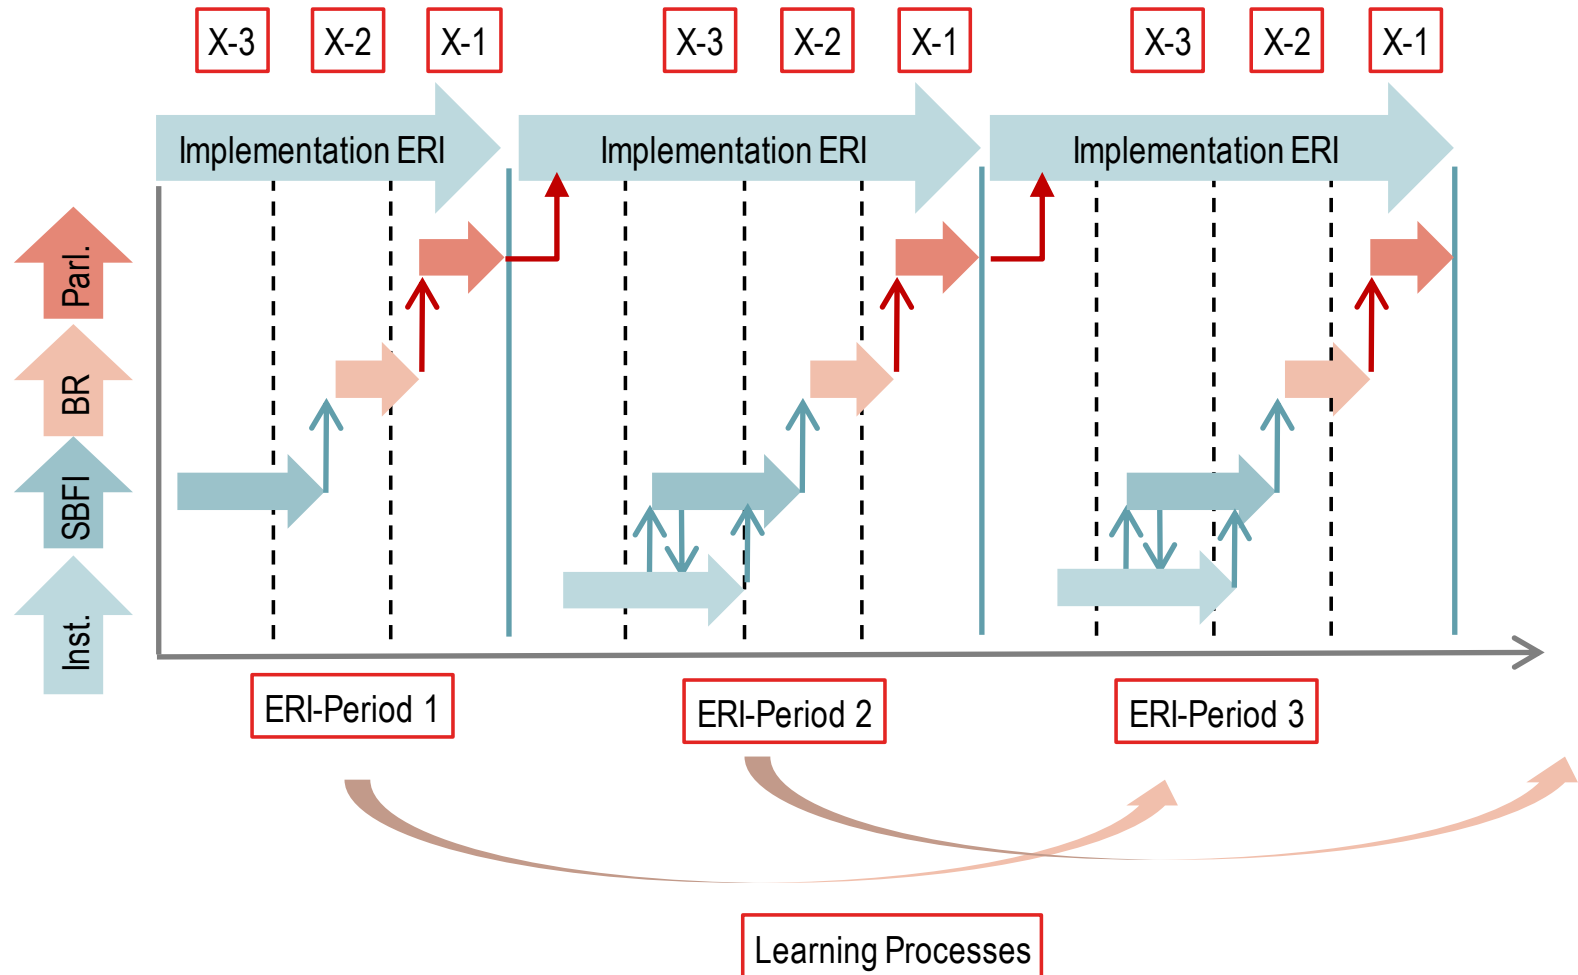 X-3
X-2
X-1
X-3
X-2
X-1
X-3
X-2
X-1
Implementation ERI
Implementation ERI
Implementation ERI
Parl.
BR
SBFI
Inst.
ERI-Period 1
ERI-Period 2
ERI-Period 3
Learning Processes